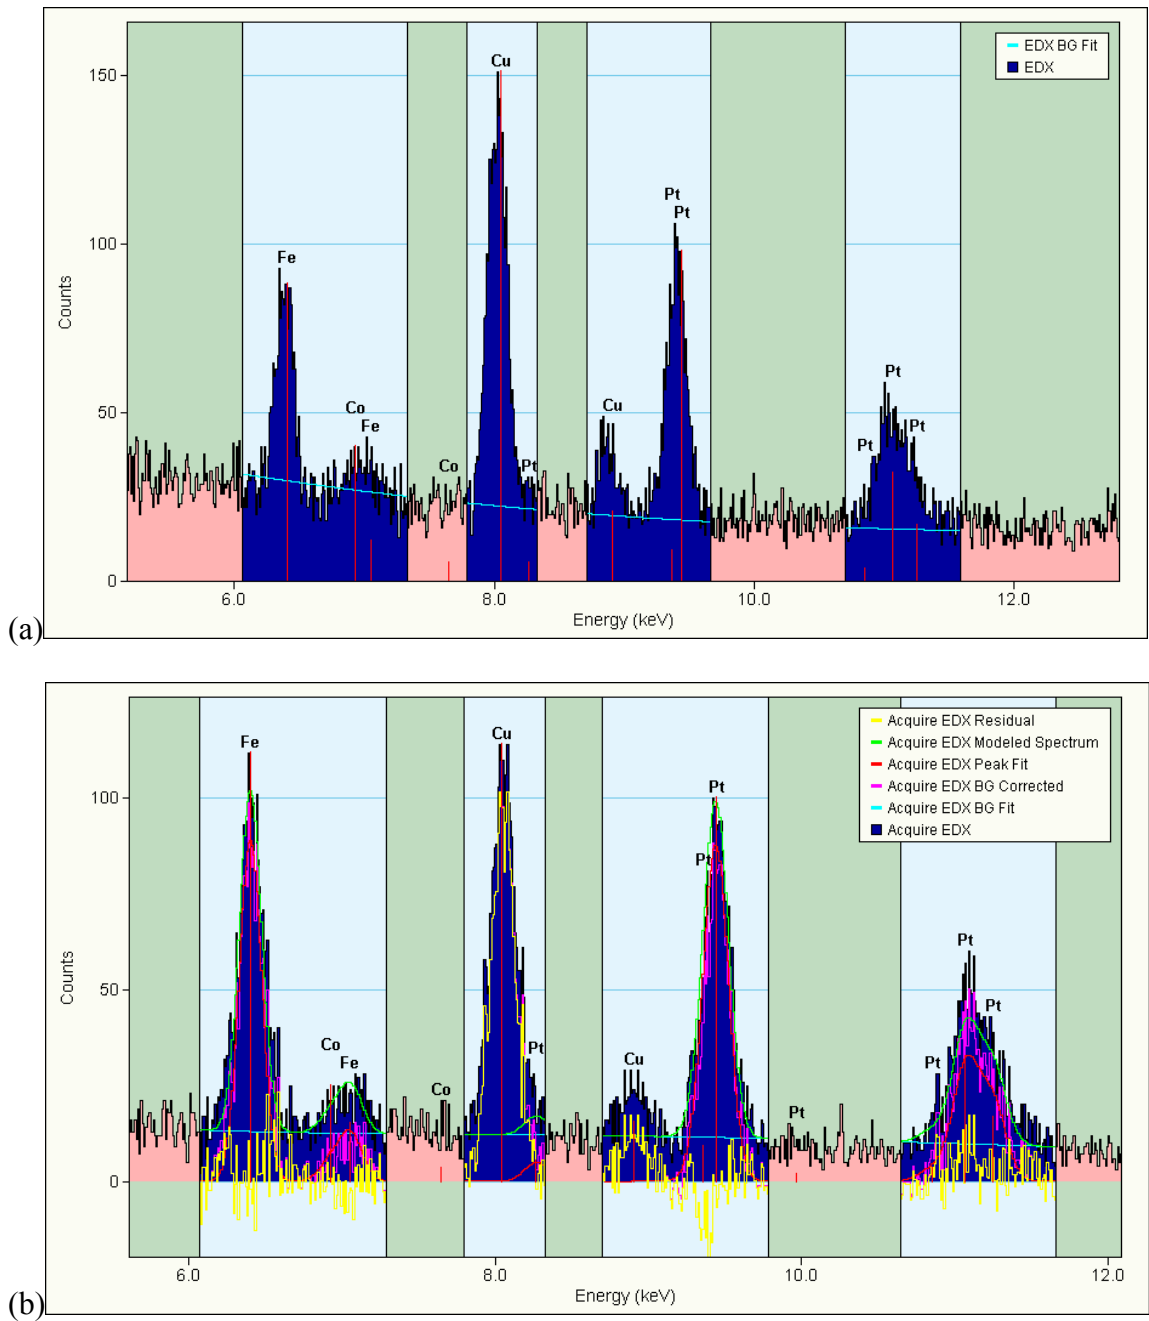 EDX BG Fit
EDX
150
100
50
0
Counts
Cu
Pt
Pt
Fe
Co
Fe
Co
Pt
Cu
Pt
Pt
Pt
6.0 8.0 10.0 12.0
Energy (keV)
(a)
Acquire EDX Residual
Acquire EDX Modeled Spectrum
Acquire EDX Peak Fit
Acquire EDX BG Corrected
Acquire EDX BG Fit
Acquire EDX
100
50
0
Counts
Fe
Cu
Pt
Pt
Co
Fe
Co
Pt
Cu
Pt
Pt
Pt
Pt
6.0 8.0 10.0 12.0
Energy (keV)
(b)